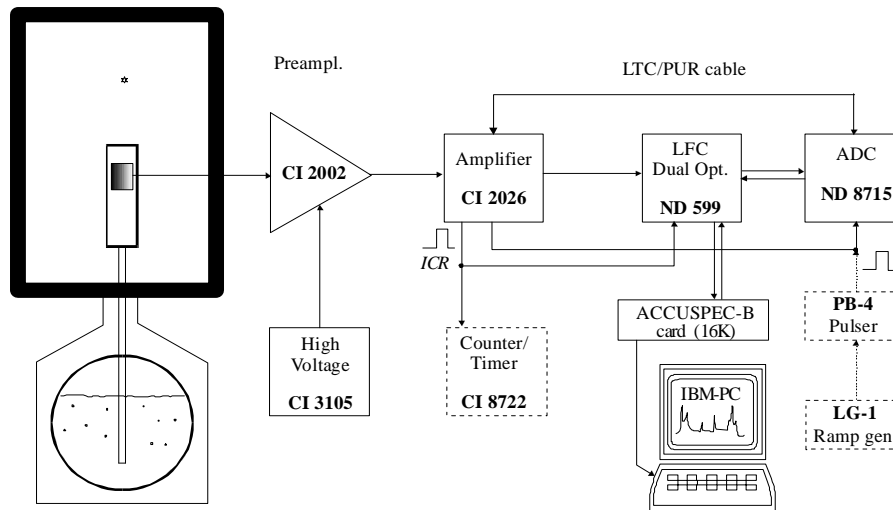 Preampl.
LTC/PUR cable
CI 2002
Amplifier
CI 2026
LFC
Dual Opt.
ND 599
ADC
ND 8715
ICR
High
Voltage
CI 3105
Counter/
Timer
CI 8722
ACCUSPEC-B
card (16K)
IBM-PC
PB-4
Pulser
LG-1
Ramp gen